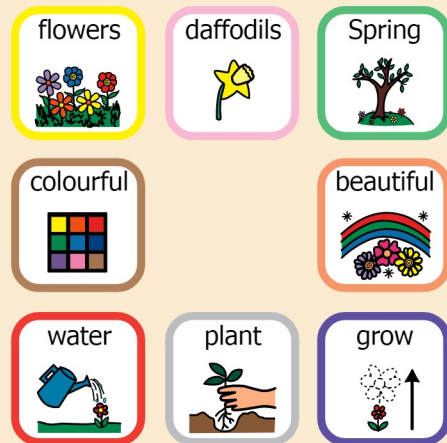 flowers
daffodils
Spring
colourful
beautiful
water
plant
grow